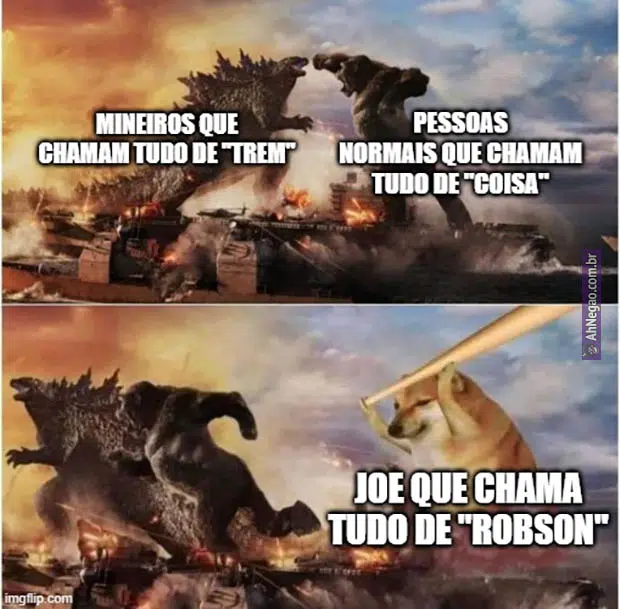 MINEIROS QUE
CHAMAM TUDO DE "TREM"
PESSOAS
NORMAIS QUE CHAMAM
TUDO DE "COISA"
AhNegao.com.br
JOE QUE CHAMA
TUDO DE "ROBSON"
imgflip.com